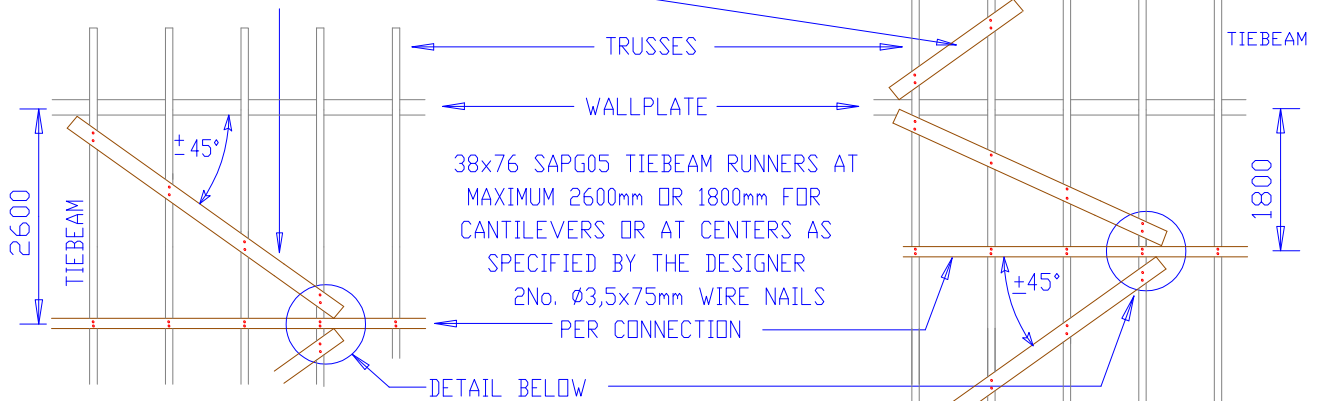 TRUSSES
TIEBEAM
WALLPLATE
±45°
38x76 SAPG05 TIEBEAM RUNNERS AT
MAXIMUM 2600mm OR 1800mm FOR
CANTILEVERS OR AT CENTERS AS
SPECIFIED BY THE DESIGNER
2No. Ø3,5x75mm WIRE NAILS
PER CONNECTION
2600
TIEBEAM
1800
±45°
DETAIL BELOW